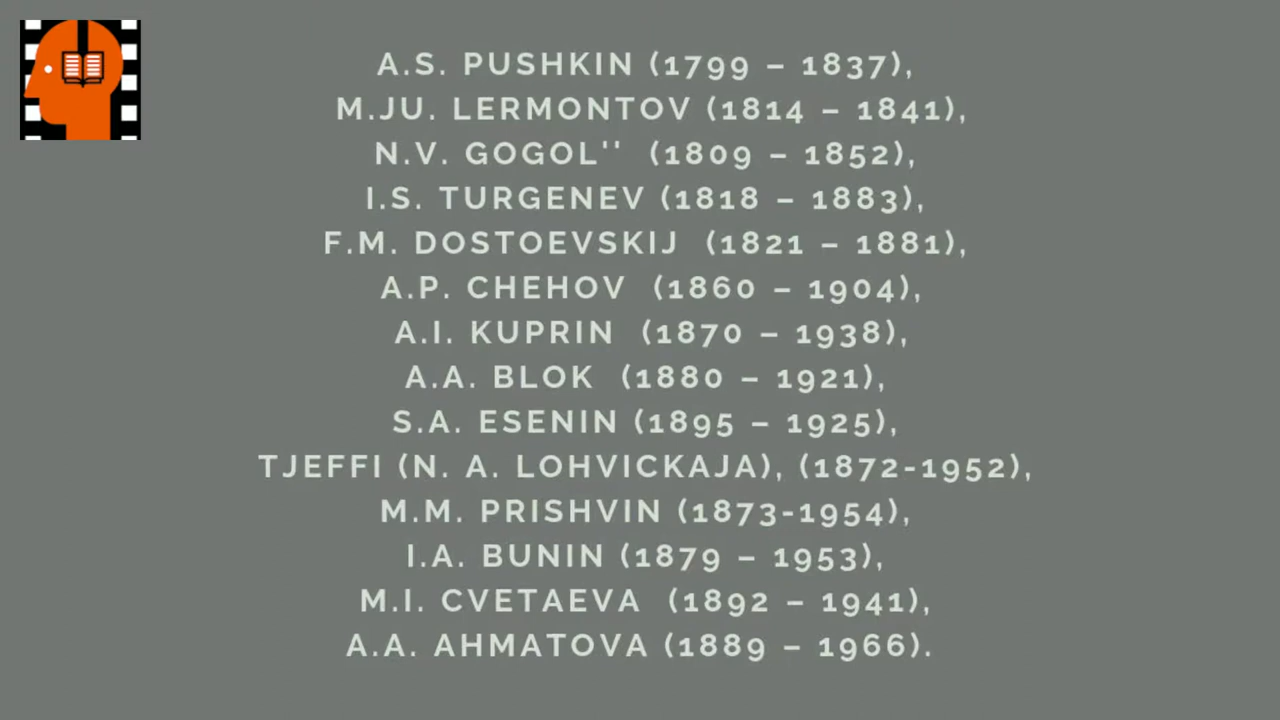 A.S. PUSHKIN (1799 – 1837),
M.JU. LERMONTOV (1814 – 1841),
N.V. GOGOL'' (1809 – 1852),
I.S. TURGENEV (1818 – 1883),
F.M. DOSTOEVSKIJ (1821 – 1881),
A.P. CHEHOV (1860 – 1904),
A.I. KUPRIN (1870 – 1938),
A.A. BLOK (1880 – 1921),
S.A. ESENIN (1895 – 1925),
TJEFFI (N. A. LOHVICKAJA), (1872-1952),
M.M. PRISHVIN (1873-1954),
I.A. BUNIN (1879 – 1953),
M.I. CVETAEVA (1892 – 1941),
A.A. AHMATOVA (1889 – 1966).